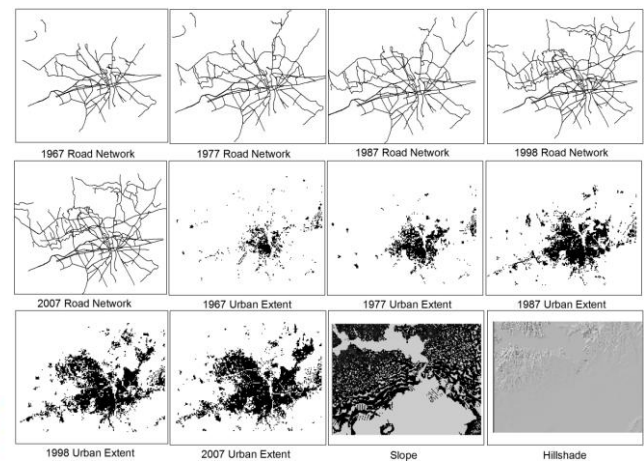 1967 Road Network
1977 Road Network
1987 Road Network
1998 Road Network
2007 Road Network
1967 Urban Extent
1977 Urban Extent
1987 Urban Extent
1998 Urban Extent
2007 Urban Extent
Slope
Hillshade